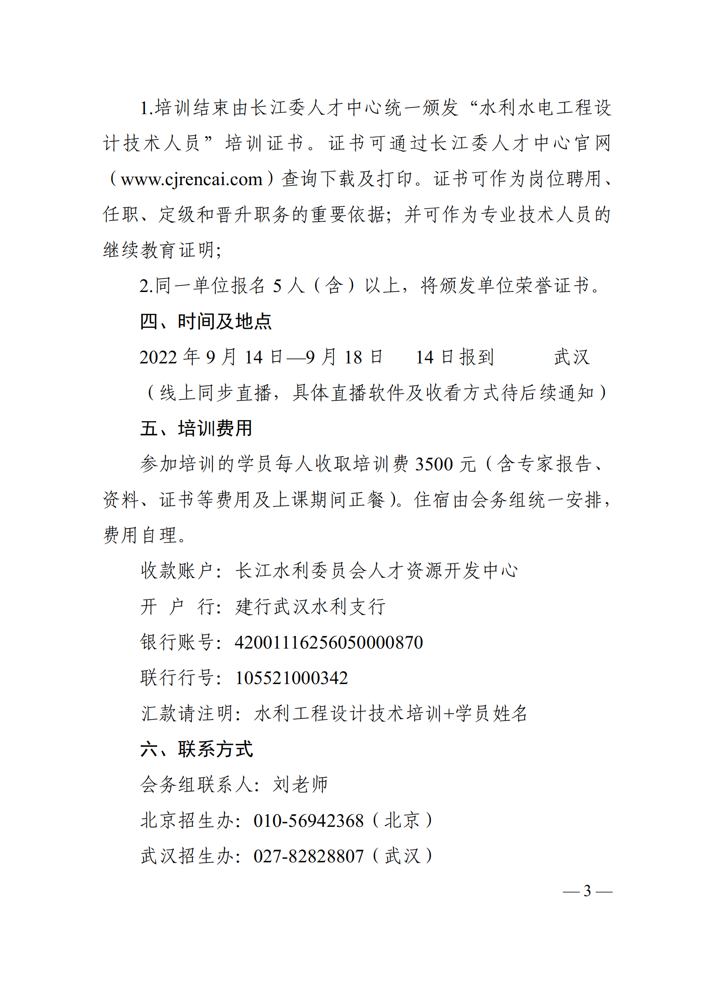 1.培训结束由长江委人才中心统一颁发“水利水电工程设
计技术人员”培训证书。证书可通过长江委人才中心官网
（www.cjrencai.com）查询下载及打印。证书可作为岗位聘用、
任职、定级和晋升职务的重要依据；并可作为专业技术人员的
继续教育证明；
2.同一单位报名 5 人（含）以上，将颁发单位荣誉证书。
四、时间及地点
2022 年 9 月 14 日—9 月 18 日 14 日报到 武汉
（线上同步直播，具体直播软件及收看方式待后续通知）
五、培训费用
参加培训的学员每人收取培训费 3500 元（含专家报告、
资料、证书等费用及上课期间正餐）。住宿由会务组统一安排，
费用自理。
收款账户：长江水利委员会人才资源开发中心
开 户 行：建行武汉水利支行
银行账号：42001116256050000870
联行行号：105521000342
汇款请注明：水利工程设计技术培训+学员姓名
六、联系方式
会务组联系人：刘老师
北京招生办：010-56942368（北京）
武汉招生办：027-82828807（武汉）
— 3 —